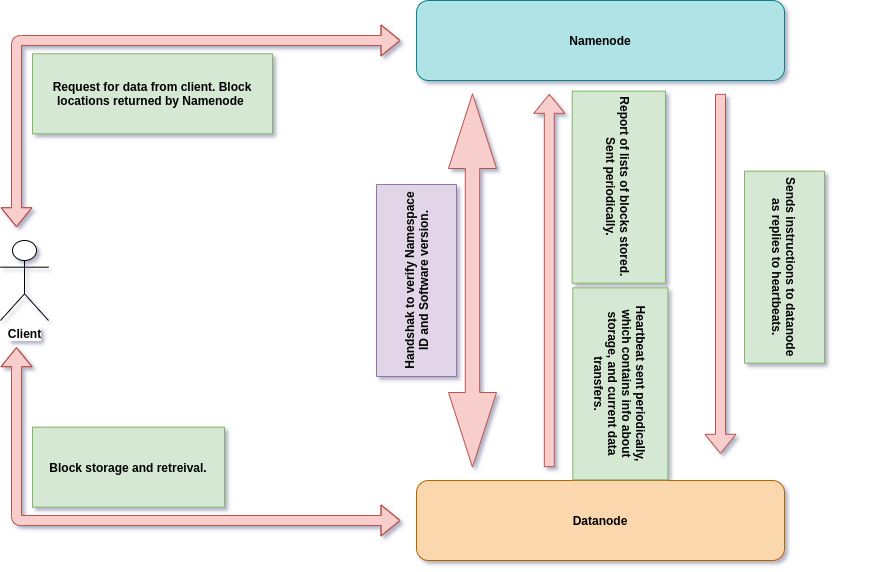 Namenode
Request for data from client. Block
locations returned by Namenode
Report of lists of blocks stored.
Sent periodically.
Sends instructions to datanode
as replies to heartbeats.
Handshak to verify Namespace
ID and Software version.
Heartbeat sent periodically,
which contains info about
storage, and current data
transfers.
Client
Block storage and retreival.
Datanode